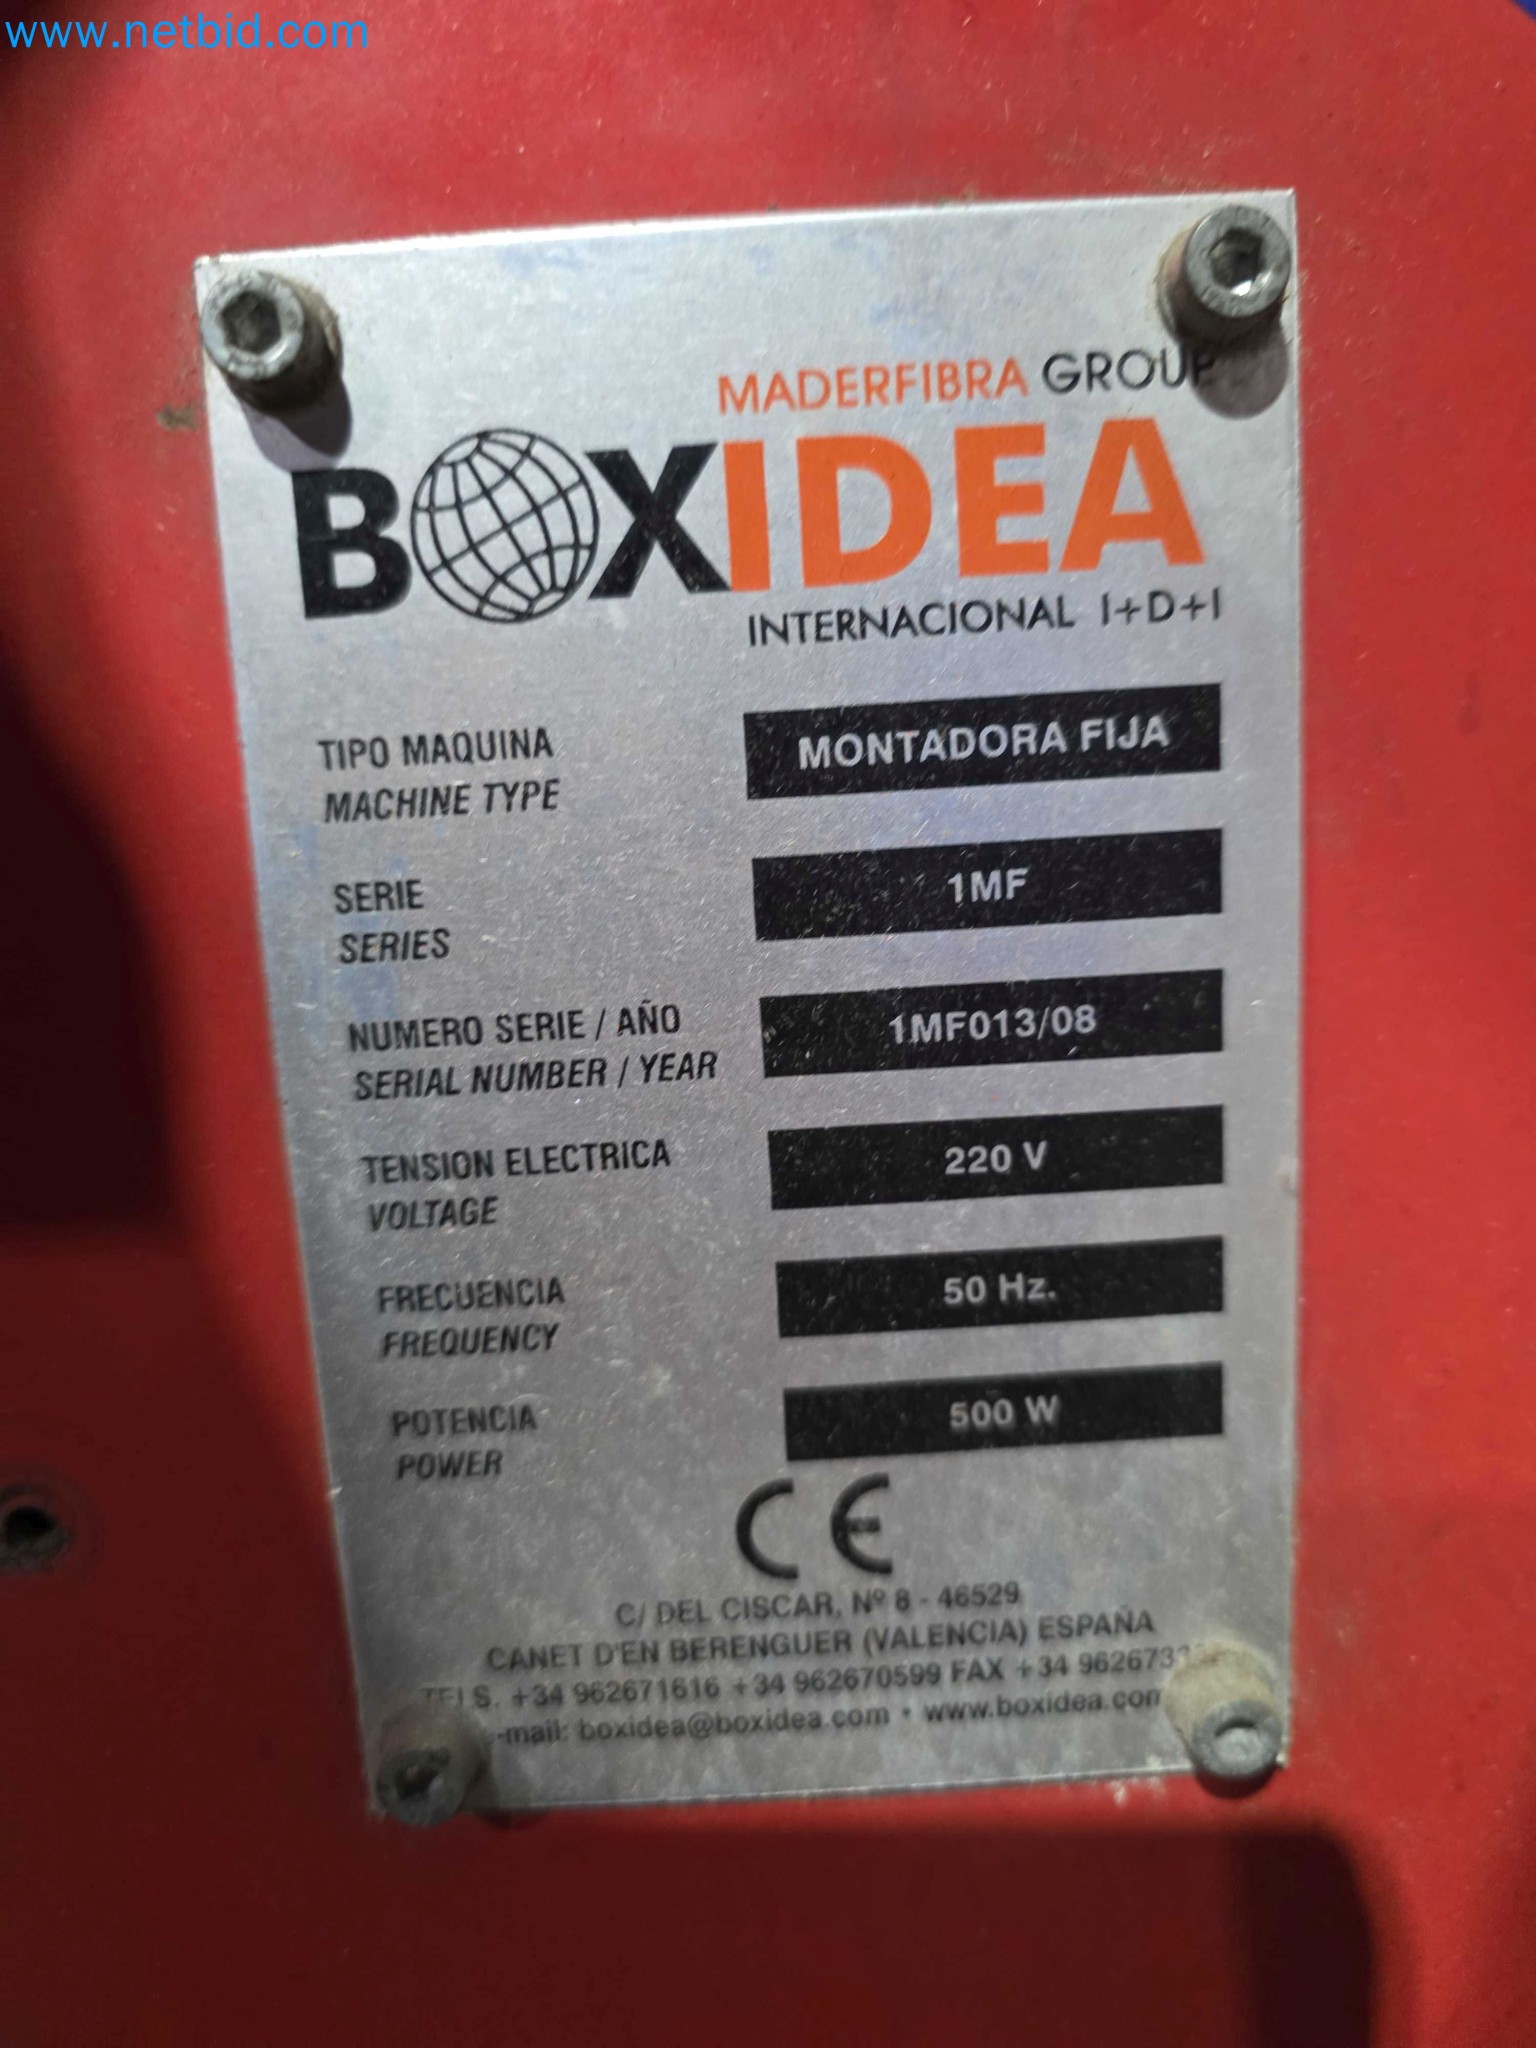 www.netbid.com
MADERFIBRA GROUP
BOXIDEA
INTERNACIONAL I+D+I
TIPO MAQUINA
MACHINE TYPE
MONTADORA FIJA
SERIE
SERIES
1MF
NUMERO SERIE / AÑO
SERIAL NUMBER / YEAR
1MF013/08
TENSION ELECTRICA
VOLTAGE
220 V
FRECUENCIA
FREQUENCY
50 Hz.
POTENCIA
POWER
500 W
CE
C/ DEL CISCAR, Nº 8 - 46529
CANET D'EN BERENGUER (VALENCIA) ESPAÑA
TELS. +34 962671616 +34 962670599 FAX +34
-mail: boxidea@boxidea.com • www.boxidea.com